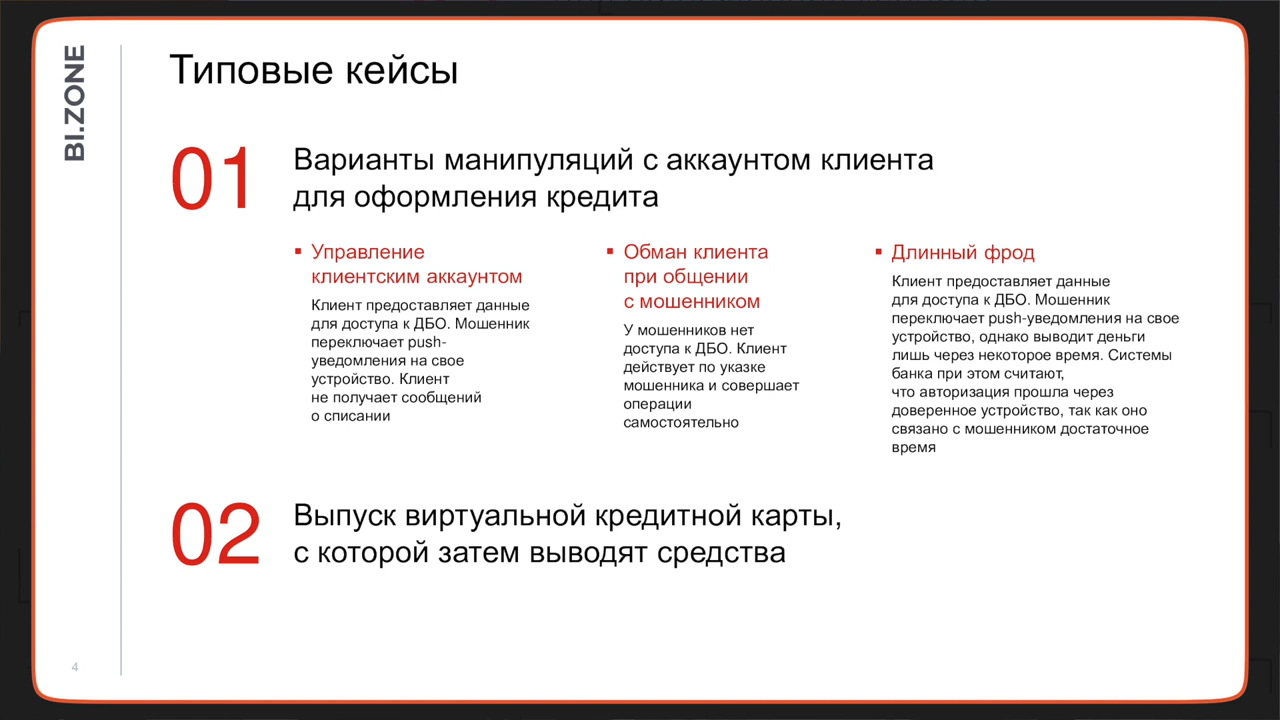 BI.ZONE
Типовые кейсы
01
Варианты манипуляций с аккаунтом клиента
для оформления кредита
Управление
клиентским аккаунтом
Клиент предоставляет данные
для доступа к ДБО. Мошенник
переключает push-
уведомления на свое
устройство. Клиент
не получает сообщений
о списании
Обман клиента
при общении
с мошенником
У мошенников нет
доступа к ДБО. Клиент
действует по указке
мошенника и совершает
операции
самостоятельно
Длинный фрод
Клиент предоставляет данные
для доступа к ДБО. Мошенник
переключает push-уведомления на свое
устройство, однако выводит деньги
лишь через некоторое время. Системы
банка при этом считают,
что авторизация прошла через
доверенное устройство, так как оно
связано с мошенником достаточное
время
02
Выпуск виртуальной кредитной карты,
с которой затем выводят средства
4